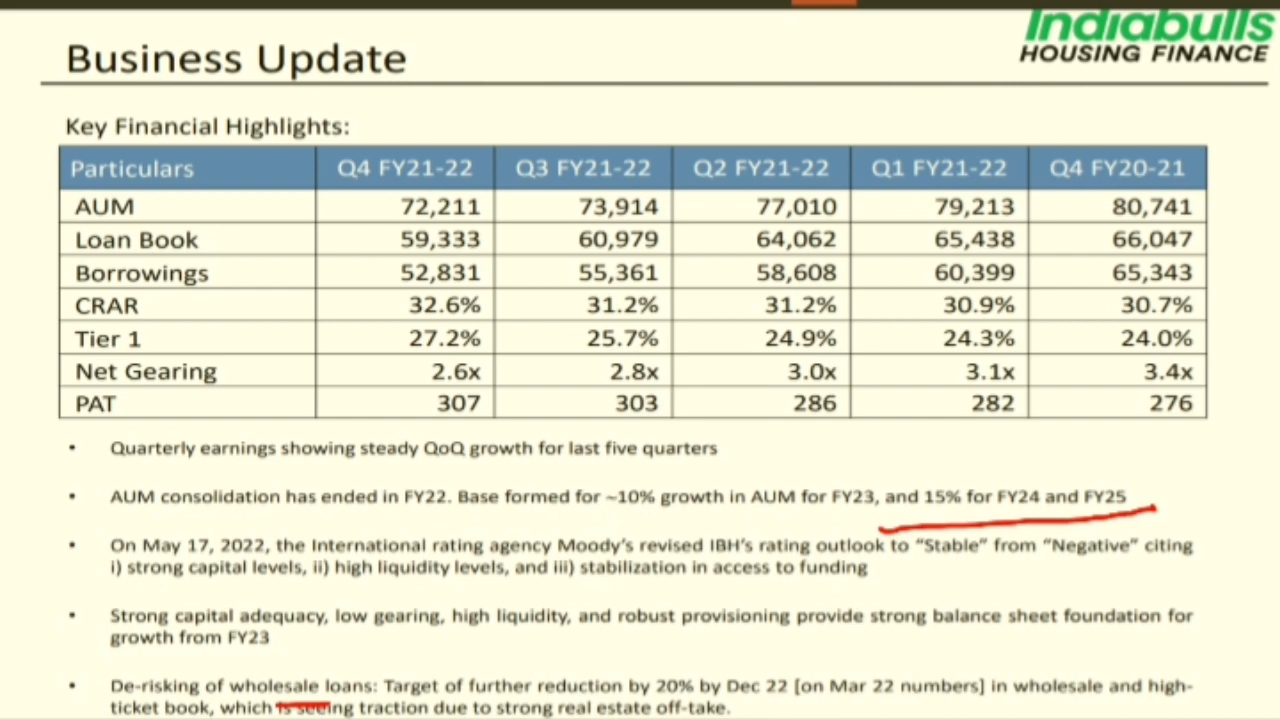 Indiabulls
HOUSING FINANCE
Business Update
Key Financial Highlights:
Particulars Q4 FY21-22 Q3 FY21-22 Q2 FY21-22 Q1 FY21-22 Q4 FY20-21
AUM 72,211 73,914 77,010 79,213 80,741
Loan Book 59,333 60,979 64,062 65,438 66,047
Borrowings 52,831 55,361 58,608 60,399 65,343
CRAR 32.6% 31.2% 31.2% 30.9% 30.7%
Tier 1 27.2% 25.7% 24.9% 24.3% 24.0%
Net Gearing 2.6x 2.8x 3.0x 3.1x 3.4x
PAT 307 303 286 282 276
• Quarterly earnings showing steady QoQ growth for last five quarters
• AUM consolidation has ended in FY22. Base formed for ~10% growth in AUM for FY23, and 15% for FY24 and FY25
• On May 17, 2022, the International rating agency Moody's revised IBH's rating outlook to “Stable” from “Negative” citing
i) strong capital levels, ii) high liquidity levels, and iii) stabilization in access to funding
• Strong capital adequacy, low gearing, high liquidity, and robust provisioning provide strong balance sheet foundation for
growth from FY23
• De-risking of wholesale loans: Target of further reduction by 20% by Dec 22 [on Mar 22 numbers] in wholesale and high-
ticket book, which is seeing traction due to strong real estate off-take.